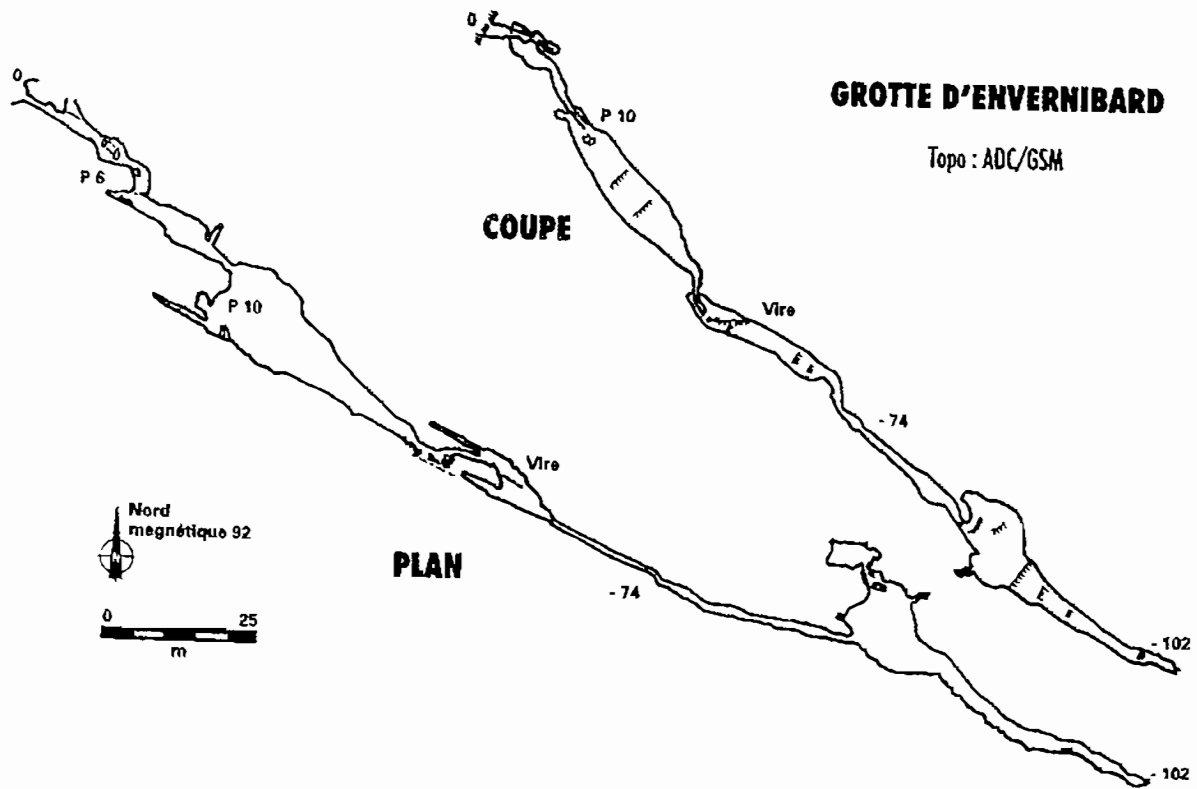 0
GROTTE D'ENVERNIBARD
Topo : ADC/GSM
0
P 10
P 6
COUPE
P 10
Vire
Vire
- 74
Nord
megnétique 92
PLAN
- 74
0 25
m
- 102
- 102